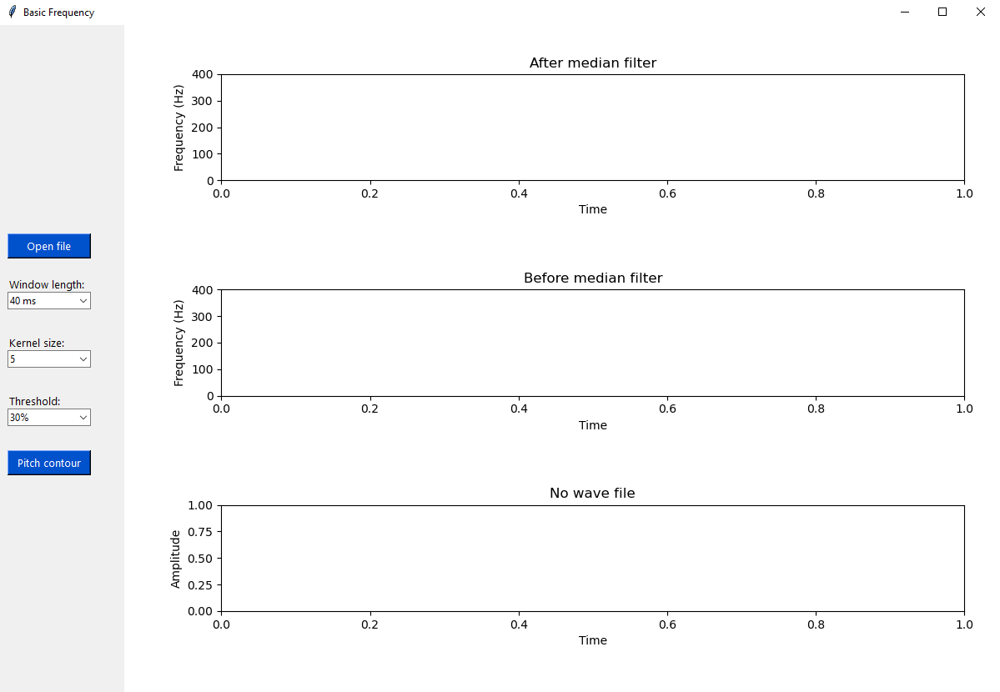 Basic Frequency
Open file
Window length:
40 ms
Kernel size:
5
Threshold:
30%
Pitch contour
After median filter
Frequency (Hz)
400
300
200
100
0
0.0 0.2 0.4 0.6 0.8 1.0
Time
Before median filter
Frequency (Hz)
400
300
200
100
0
0.0 0.2 0.4 0.6 0.8 1.0
Time
No wave file
Amplitude
1.00
0.75
0.50
0.25
0.00
0.0 0.2 0.4 0.6 0.8 1.0
Time